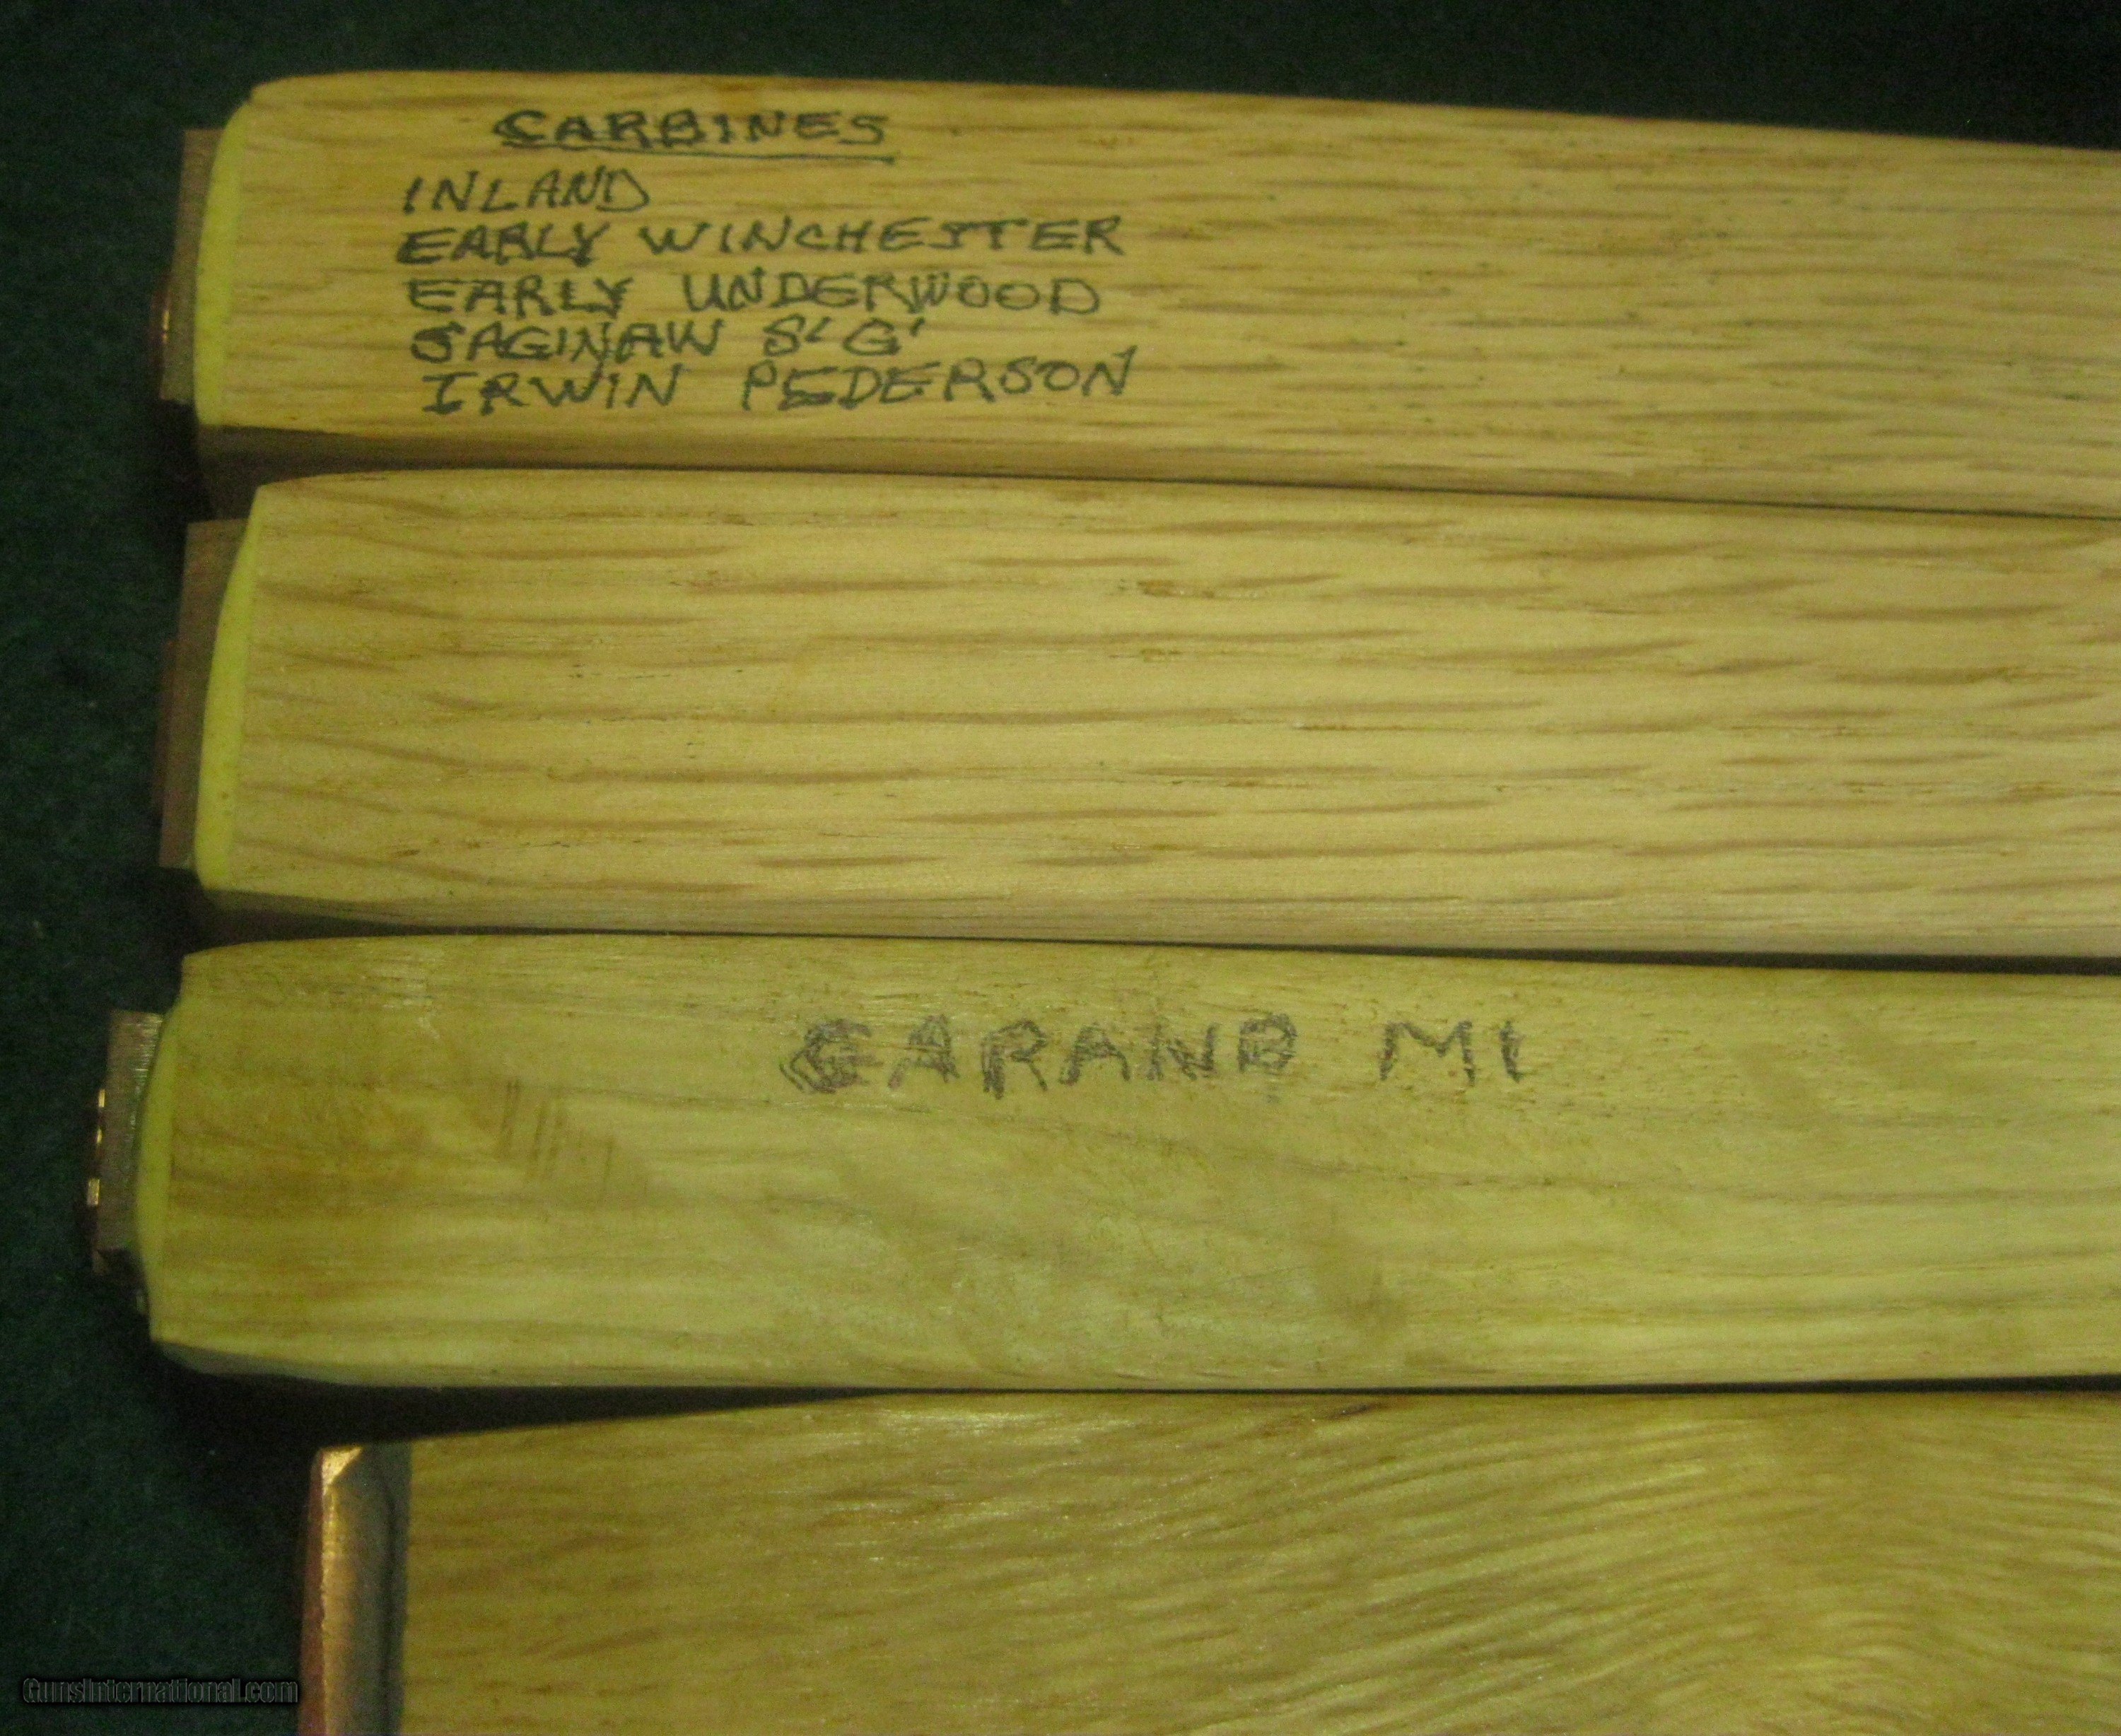 CARBINES
INLAND
EARLY WINCHESTER
EARLY UNDERWOOD
SAGINAW S'G'
IRWIN PEDERSON
GARAND M1
GunsInternational.com